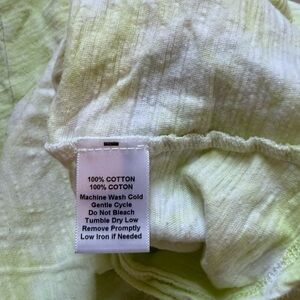 100% COTTON
100% COTON
Machine Wash Cold
Gentle Cycle
Do Not Bleach
Tumble Dry Low
Remove Promptly
Low Iron if Needed